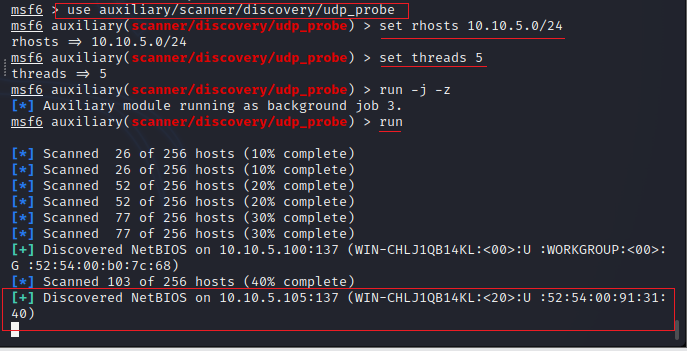 msf6 > use auxiliary/scanner/discovery/udp_probe
msf6 auxiliary(scanner/discovery/udp_probe) > set rhosts 10.10.5.0/24
rhosts ⇒ 10.10.5.0/24
msf6 auxiliary(scanner/discovery/udp_probe) > set threads 5
threads ⇒ 5
msf6 auxiliary(scanner/discovery/udp_probe) > run -j -z
[*] Auxiliary module running as background job 3.
msf6 auxiliary(scanner/discovery/udp_probe) > run
[*] Scanned  26 of 256 hosts (10% complete)
[*] Scanned  26 of 256 hosts (10% complete)
[*] Scanned  52 of 256 hosts (20% complete)
[*] Scanned  52 of 256 hosts (20% complete)
[*] Scanned  77 of 256 hosts (30% complete)
[*] Scanned  77 of 256 hosts (30% complete)
[+] Discovered NetBIOS on 10.10.5.100:137 (WIN-CHLJ1QB14KL:<00>:U :WORKGROUP:<00>:
G :52:54:00:b0:7c:68)
[*] Scanned 103 of 256 hosts (40% complete)
[+] Discovered NetBIOS on 10.10.5.105:137 (WIN-CHLJ1QB14KL:<20>:U :52:54:00:91:31:
40)